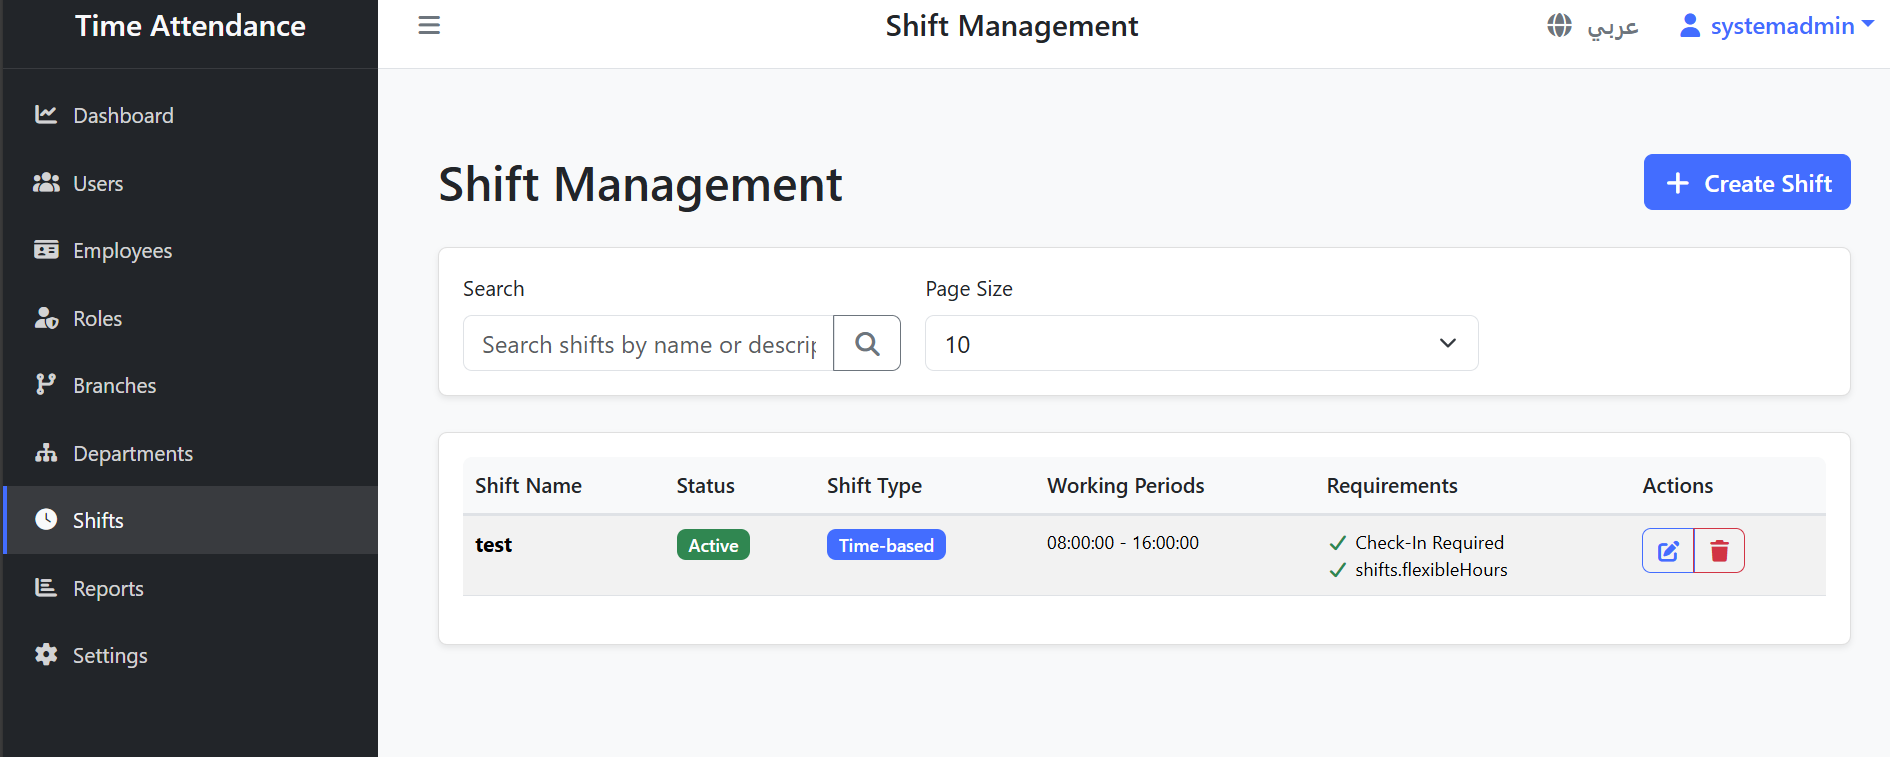 Time Attendance
Shift Management
عربي
systemadmin
Dashboard
Users
Employees
Roles
Branches
Departments
Shifts
Reports
Settings
Shift Management
Create Shift
Search
Page Size
Search shifts by name or descrip
10
Shift Name Status Shift Type Working Periods Requirements Actions
test Active Time-based 08:00:00 - 16:00:00 Check-In Required
shifts.flexibleHours